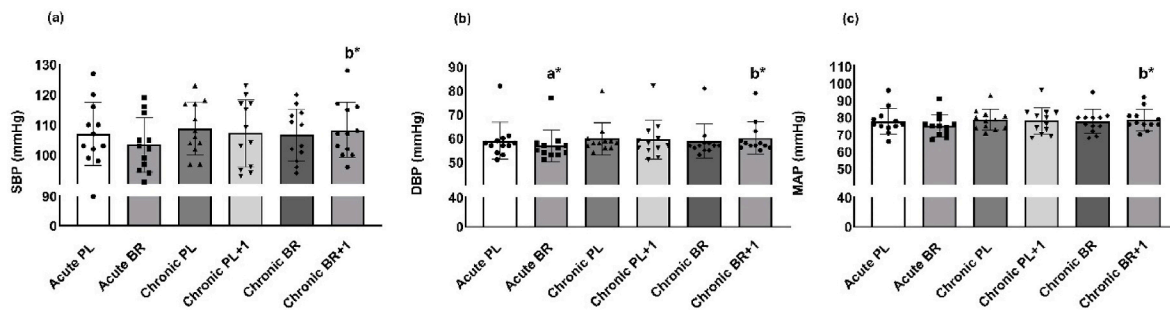 (a)
b*
SBP (mmHg)
130
120
110
100
90
0
Acute PL
Acute BR
Chronic PL
Chronic PL+1
Chronic BR
Chronic BR+1
(b)
a*
b*
DBP (mmHg)
90
80
70
60
50
40
0
Acute PL
Acute BR
Chronic PL
Chronic PL+1
Chronic BR
Chronic BR+1
(c)
b*
MAP (mmHg)
110
100
90
80
70
60
50
40
0
Acute PL
Acute BR
Chronic PL
Chronic PL+1
Chronic BR
Chronic BR+1